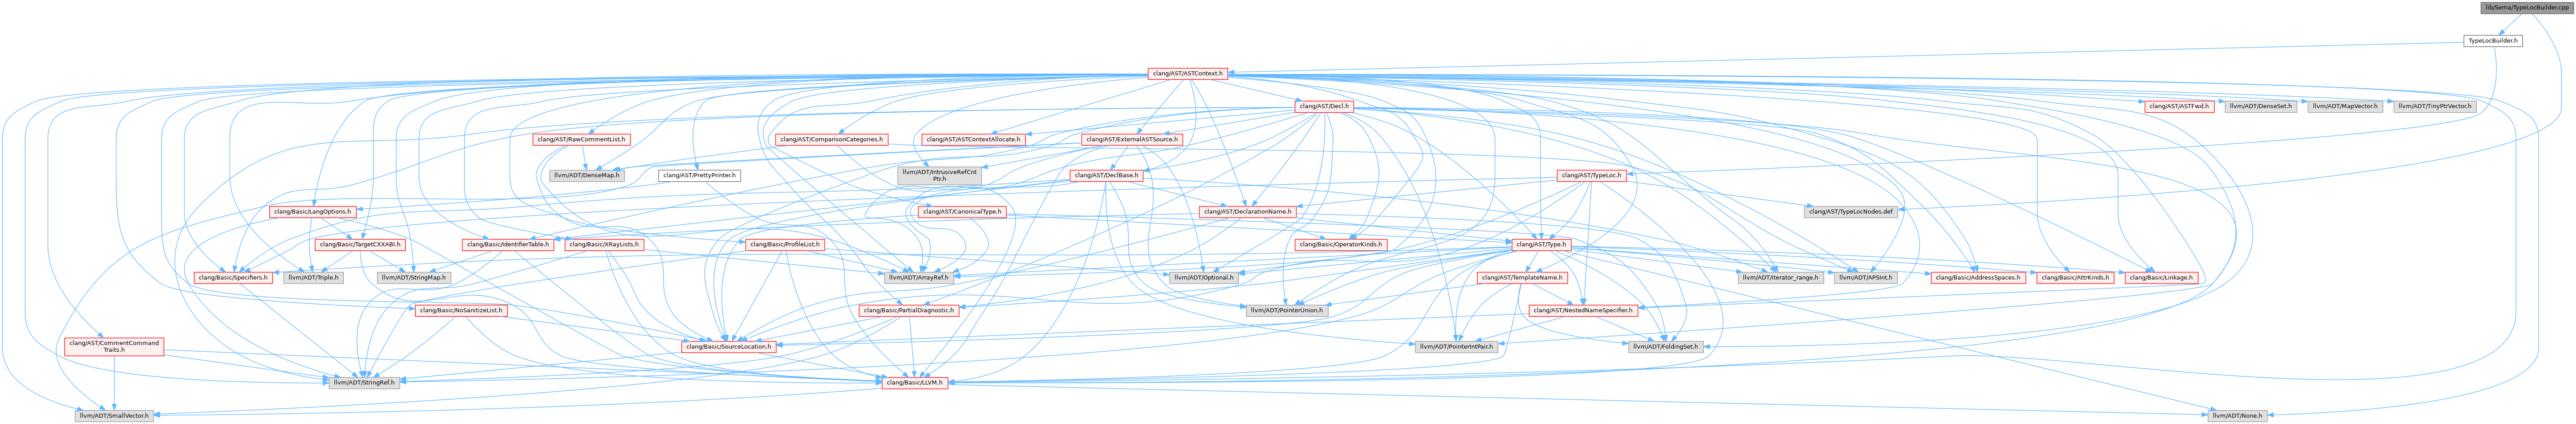 lib/Sema/TypeLocBuilder.cpp
TypeLocBuilder.h
clang/AST/ASTContext.h
clang/AST/Decl.h
clang/AST/ASTFwd.h
llvm/ADT/DenseSet.h
llvm/ADT/MapVector.h
llvm/ADT/TinyPtrVector.h
clang/AST/RawCommentList.h
clang/AST/ComparisonCategories.h
clang/AST/ASTContextAllocate.h
clang/AST/ExternalASTSource.h
llvm/ADT/DenseMap.h
clang/AST/PrettyPrinter.h
llvm/ADT/IntrusiveRefCnt
Ptr.h
clang/AST/DeclBase.h
clang/AST/TypeLoc.h
clang/Basic/LangOptions.h
clang/AST/CanonicalType.h
clang/AST/DeclarationName.h
clang/AST/TypeLocNodes.def
clang/Basic/TargetCXXABI.h
clang/Basic/IdentifierTable.h
clang/Basic/XRayLists.h
clang/Basic/ProfileList.h
clang/Basic/OperatorKinds.h
clang/AST/Type.h
clang/Basic/Specifiers.h
llvm/ADT/Triple.h
llvm/ADT/StringMap.h
llvm/ADT/ArrayRef.h
llvm/ADT/Optional.h
clang/AST/TemplateName.h
llvm/ADT/iterator_range.h
llvm/ADT/APSInt.h
clang/Basic/AddressSpaces.h
clang/Basic/AttrKinds.h
clang/Basic/Linkage.h
clang/Basic/NoSanitizeList.h
clang/Basic/PartialDiagnostic.h
llvm/ADT/PointerUnion.h
clang/AST/NestedNameSpecifier.h
clang/AST/CommentCommand
Traits.h
clang/Basic/SourceLocation.h
llvm/ADT/PointerIntPair.h
llvm/ADT/FoldingSet.h
llvm/ADT/StringRef.h
clang/Basic/LLVM.h
llvm/ADT/SmallVector.h
llvm/ADT/None.h